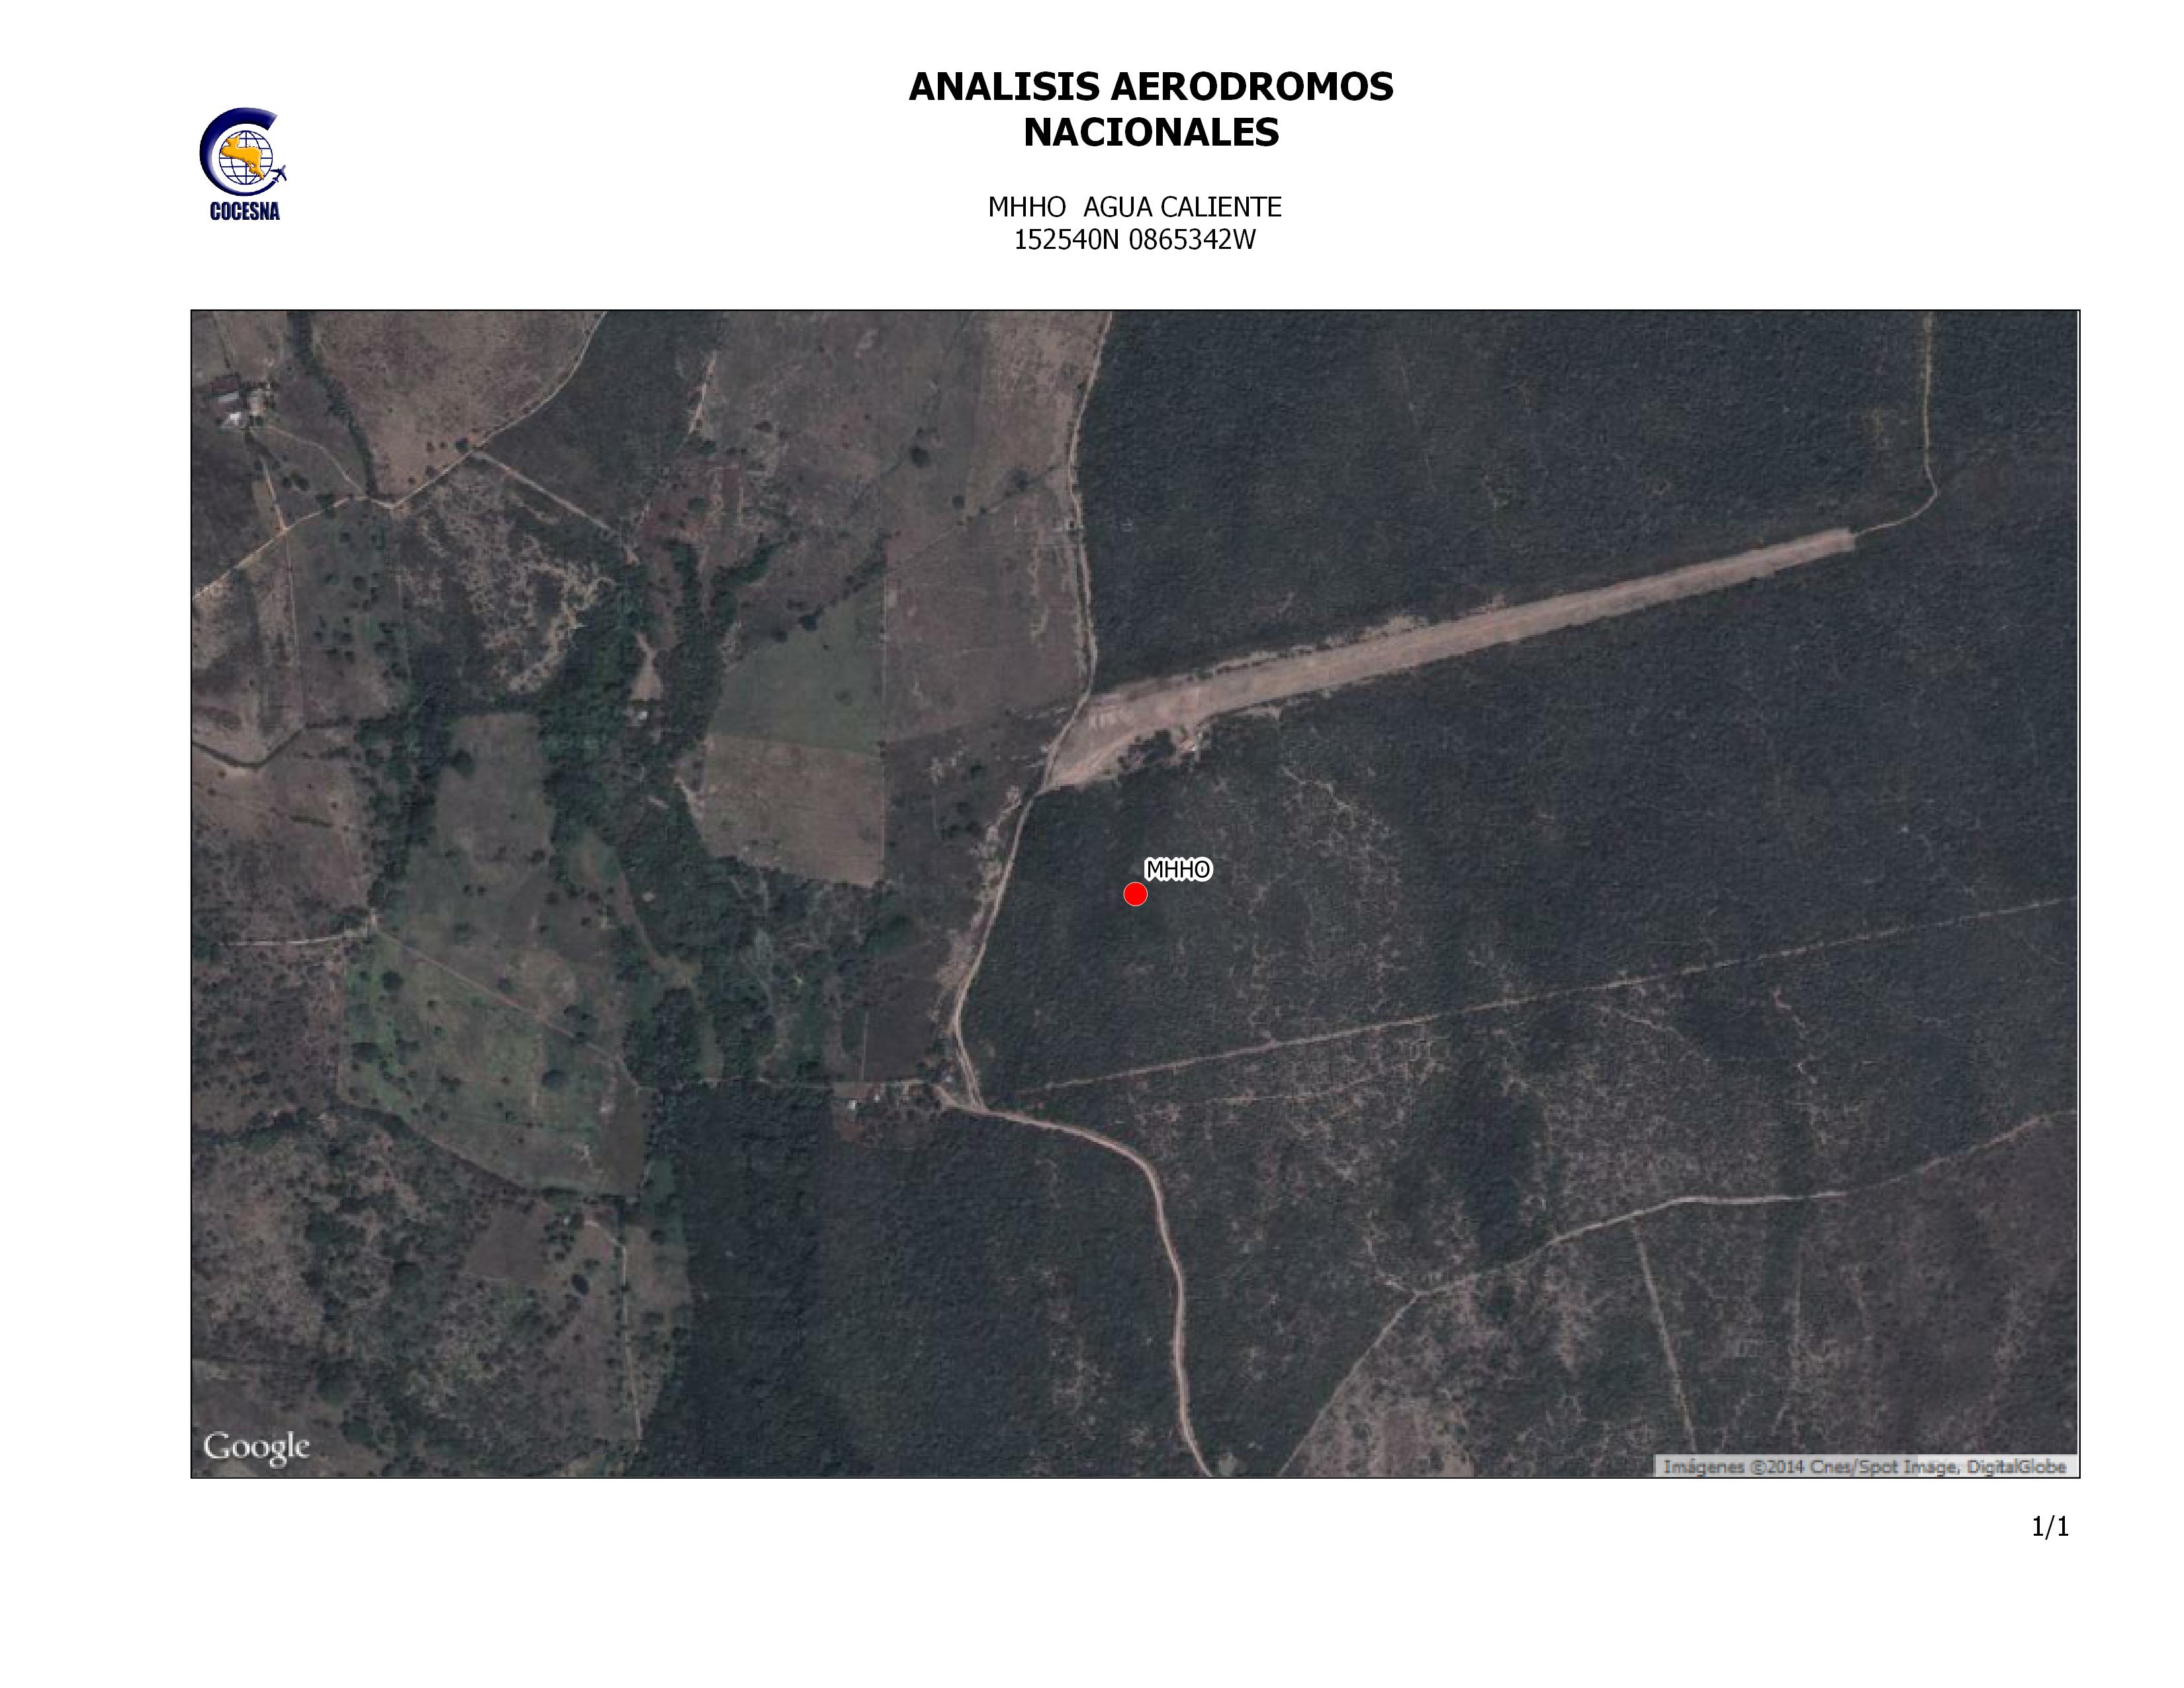 ANALISIS AERODROMOS
NACIONALES
COCESNA
MHHO AGUA CALIENTE
152540N 0865342W
MHHO
Google
Imágenes ©2014 Cnes/Spot Image, DigitalGlobe
1/1